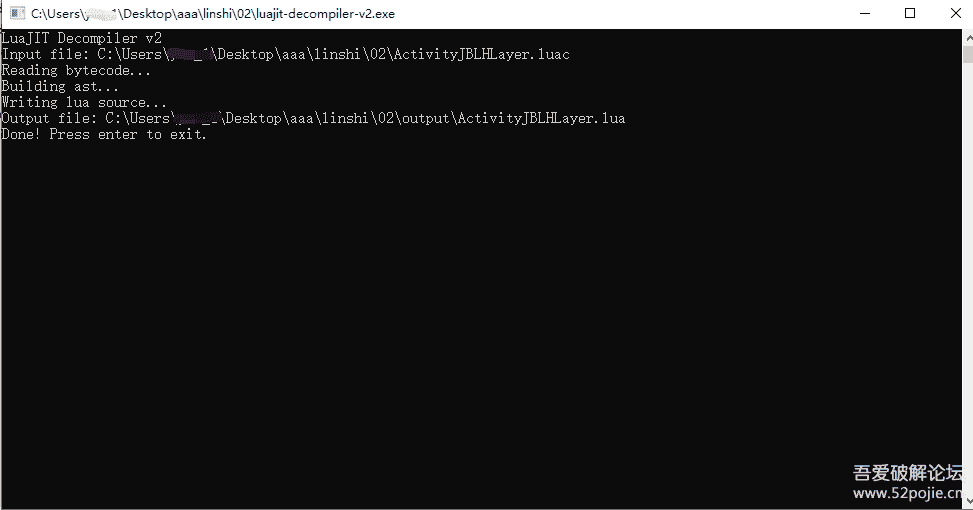 C:\Users\ \Desktop\aaa\linshi\02\luajit-decompiler-v2.exe
LuaJIT Decompiler v2
Input file: C:\Users\ \Desktop\aaa\linshi\02\ActivityJBLHLayer.luac
Reading bytecode...
Building ast...
Writing lua source...
Output file: C:\Users\ \Desktop\aaa\linshi\02\output\ActivityJBLHLayer.lua
Done! Press enter to exit.
吾爱破解论坛
www.52pojie.cn